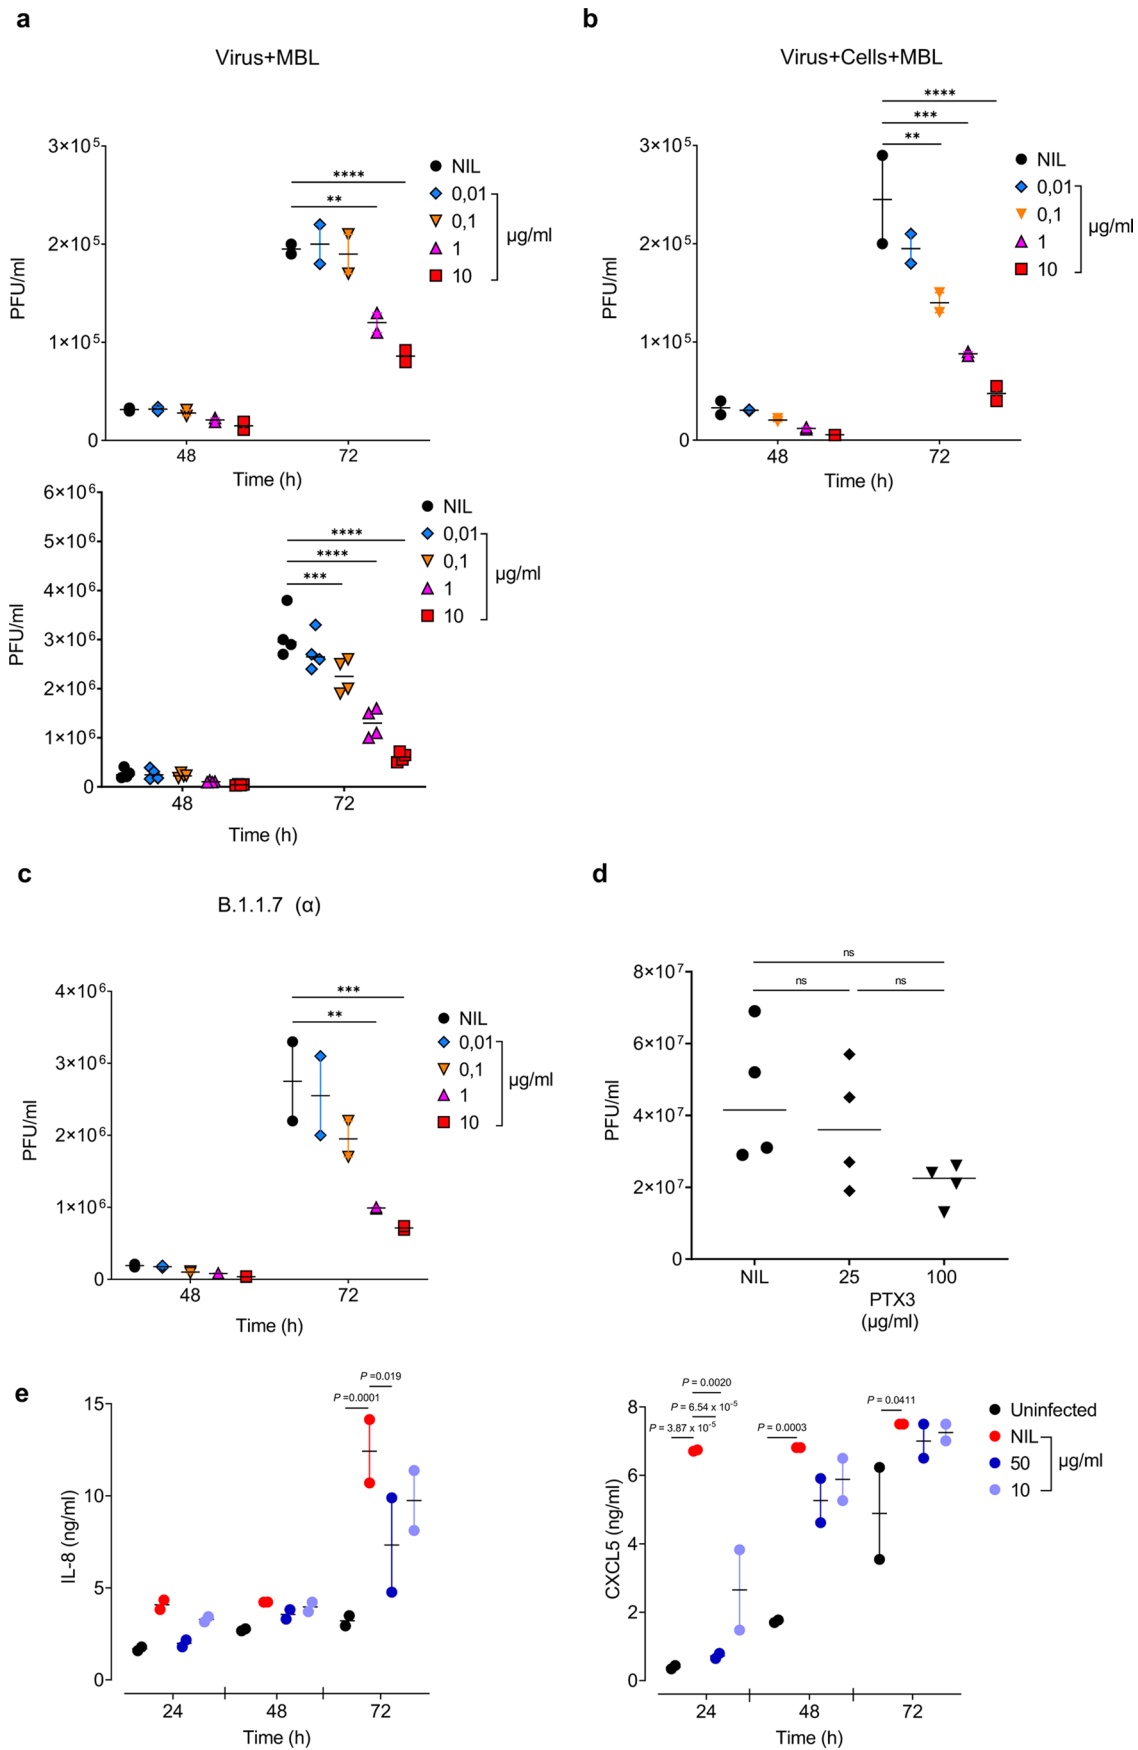 a
Virus+MBL
3×10⁵
2×10⁵
1×10⁵
0
PFU/ml
****
**
48
72
Time (h)
NIL
0,01
0,1
1
10
µg/ml
6×10⁶
5×10⁶
4×10⁶
3×10⁶
2×10⁶
1×10⁶
0
PFU/ml
****
****
***
48
72
Time (h)
NIL
0,01
0,1
1
10
µg/ml
b
Virus+Cells+MBL
3×10⁵
2×10⁵
1×10⁵
0
PFU/ml
****
***
**
48
72
Time (h)
NIL
0,01
0,1
1
10
µg/ml
c
B.1.1.7 (α)
4×10⁶
3×10⁶
2×10⁶
1×10⁶
0
PFU/ml
***
**
48
72
Time (h)
NIL
0,01
0,1
1
10
µg/ml
d
8×10⁷
6×10⁷
4×10⁷
2×10⁷
0
PFU/ml
ns
ns
ns
NIL
25
100
PTX3
(µg/ml)
e
15
10
5
0
IL-8 (ng/ml)
P =0.019
P =0.0001
24
48
72
Time (h)
8
6
4
2
0
CXCL5 (ng/ml)
P = 0.0020
P = 6.54 x 10⁻⁵
P = 3.87 x 10⁻⁵
P = 0.0003
P = 0.0411
24
48
72
Time (h)
Uninfected
NIL
50
10
µg/ml